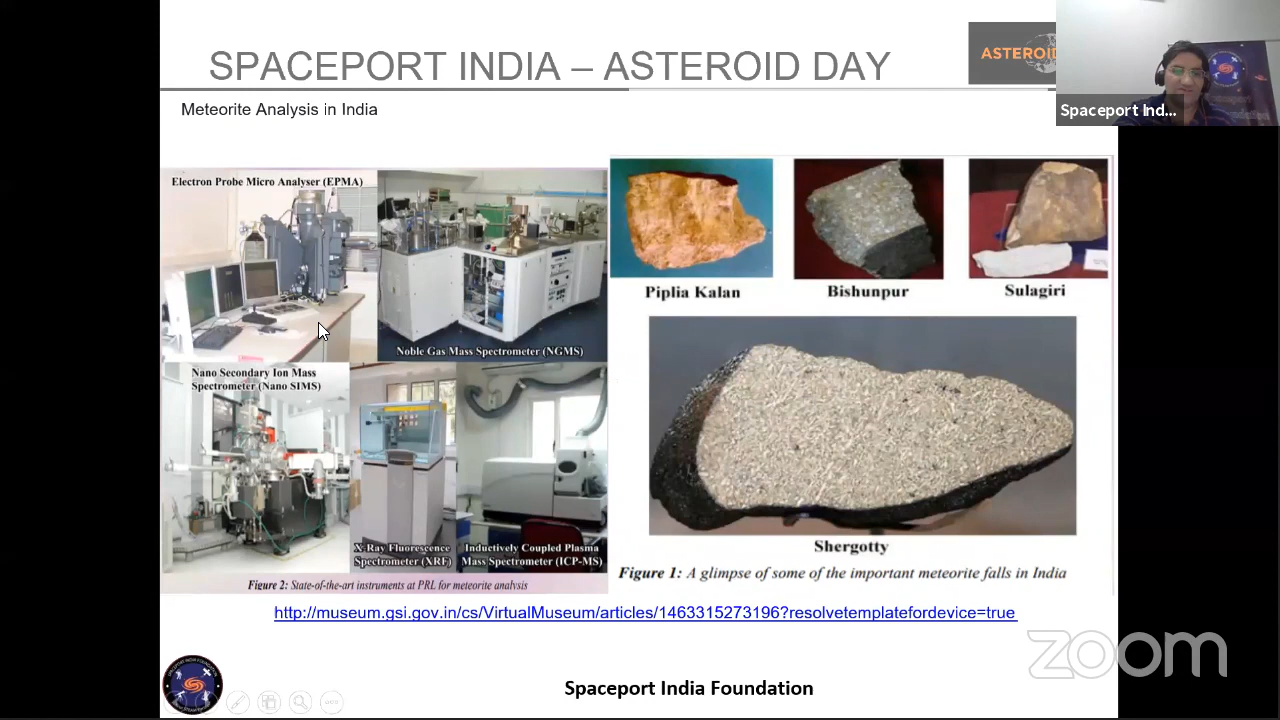 SPACEPORT INDIA – ASTEROID DAY
ASTEROID
Spaceport Ind...
Meteorite Analysis in India
Electron Probe Micro Analyser (EPMA)
Noble Gas Mass Spectrometer (NGMS)
Nano Secondary Ion Mass
Spectrometer (Nano SIMS)
X-Ray Fluorescence
Spectrometer (XRF)
Inductively Coupled Plasma
Mass Spectrometer (ICP-MS)
Figure 2: State-of-the-art instruments at PRL for meteorite analysis
Piplia Kalan
Bishunpur
Sulagiri
Shergotty
Figure 1: A glimpse of some of the important meteorite falls in India
http://museum.gsi.gov.in/cs/VirtualMuseum/articles/1463315273196?resolvetemplatefordevice=true
zoom
Spaceport India Foundation